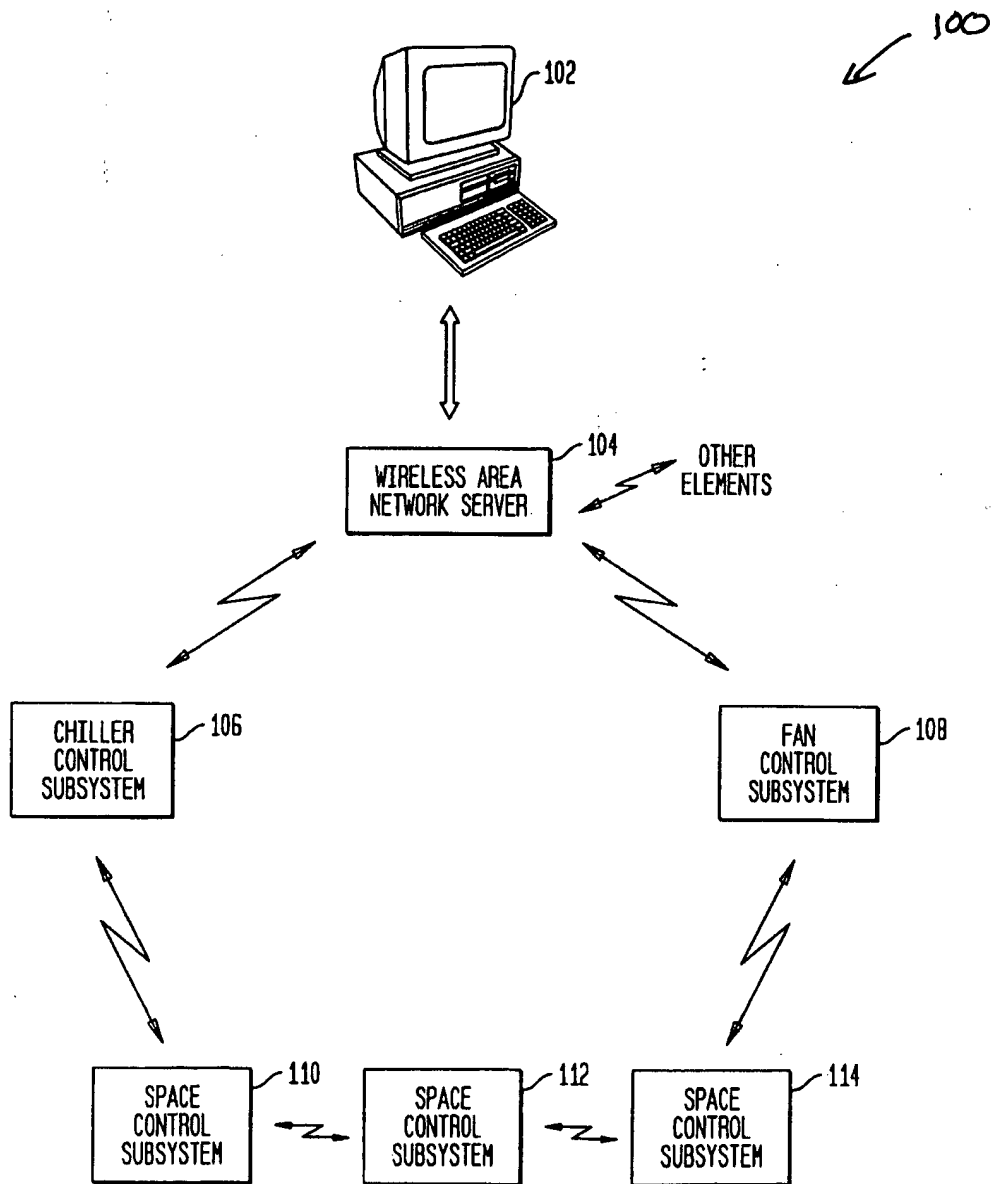 100
102
104
WIRELESS AREA
NETWORK SERVER
OTHER
ELEMENTS
106
CHILLER
CONTROL
SUBSYSTEM
108
FAN
CONTROL
SUBSYSTEM
110
SPACE
CONTROL
SUBSYSTEM
112
SPACE
CONTROL
SUBSYSTEM
114
SPACE
CONTROL
SUBSYSTEM